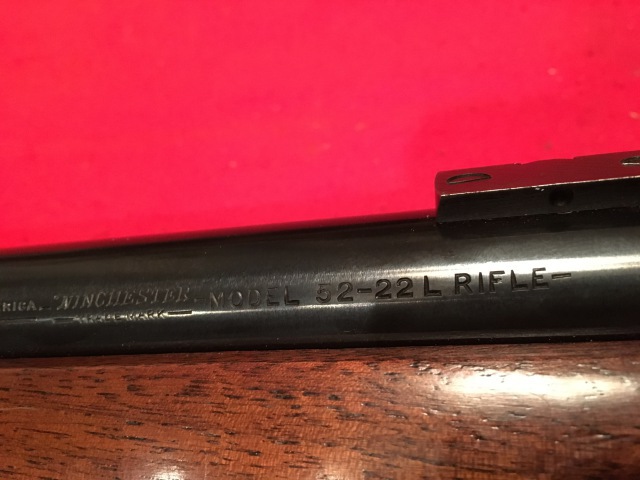 RICA. WINCHESTER. MODEL 52-22 L RIFLE-
- TRADE MARK -